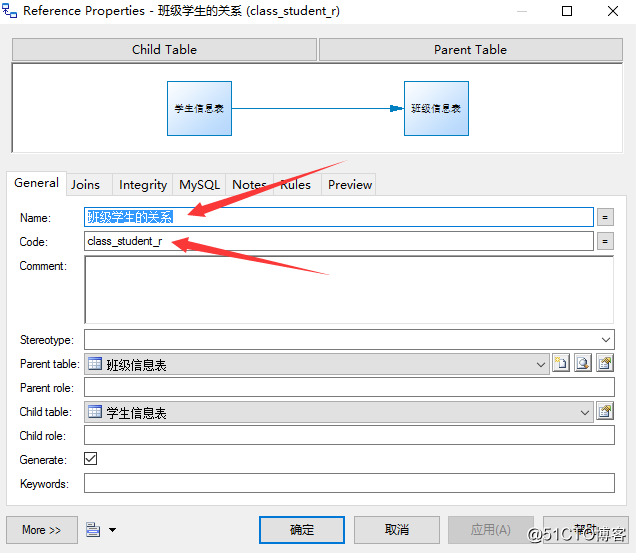 Reference Properties - 班级学生的关系 (class_student_r)
Child Table Parent Table
学生信息表 班级信息表
General Joins Integrity MySQL Notes Rules Preview
Name: 班级学生的关系 =
Code: class_student_r =
Comment:
Stereotype:
Parent table: 班级信息表
Parent role:
Child table: 学生信息表
Child role:
Generate:
Keywords:
More >> 确定 取消 应用(A) 帮助
@51CTO博客